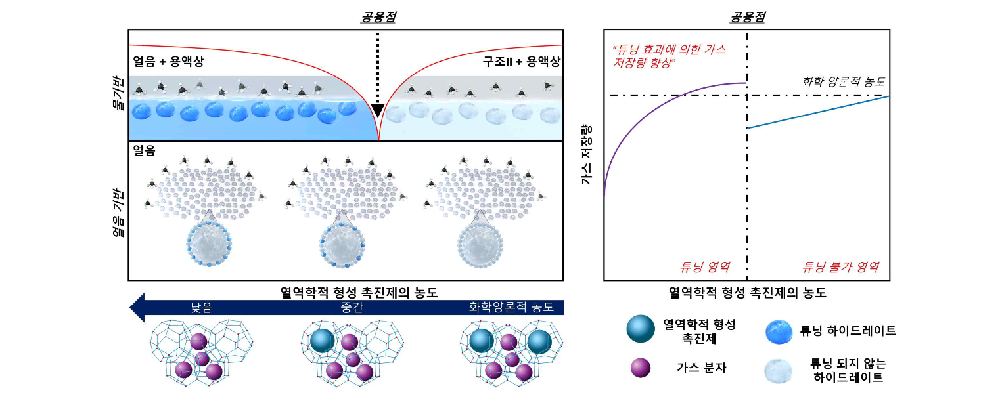 공융점
얼음 + 용액상
구조II + 용액상
물기반
얼음
얼음 기반
열역학적 형성 촉진제의 농도
낮음
중간
화학양론적 농도
공융점
“튜닝 효과에 의한 가스
저장량 향상”
화학 양론적 농도
가스 저장량
튜닝 영역
튜닝 불가 영역
열역학적 형성 촉진제의 농도
열역학적 형성
촉진제
튜닝 하이드레이트
가스 분자
튜닝 되지 않는
하이드레이트